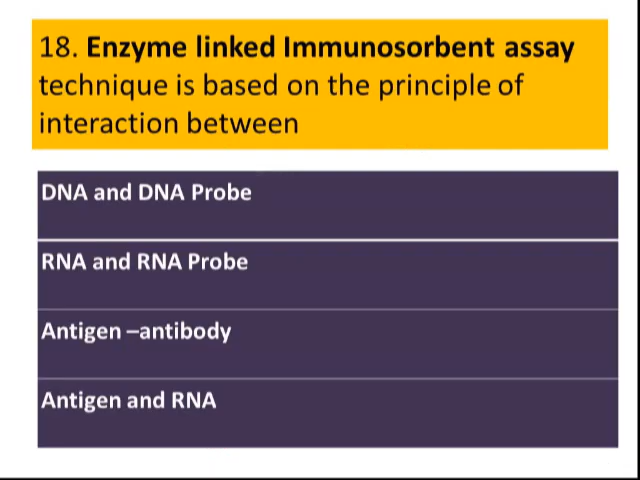 18. Enzyme linked Immunosorbent assay
technique is based on the principle of
interaction between
DNA and DNA Probe
RNA and RNA Probe
Antigen –antibody
Antigen and RNA